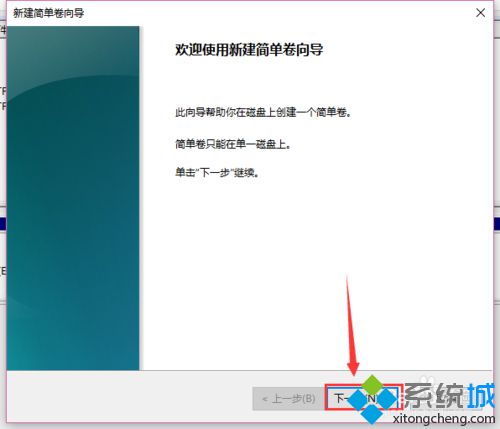 新建简单卷向导
欢迎使用新建简单卷向导
此向导帮助你在磁盘上创建一个简单卷。
简单卷只能在单一磁盘上。
单击"下一步"继续。
< 上一步(B)
下一
系统城
xitongcheng.com